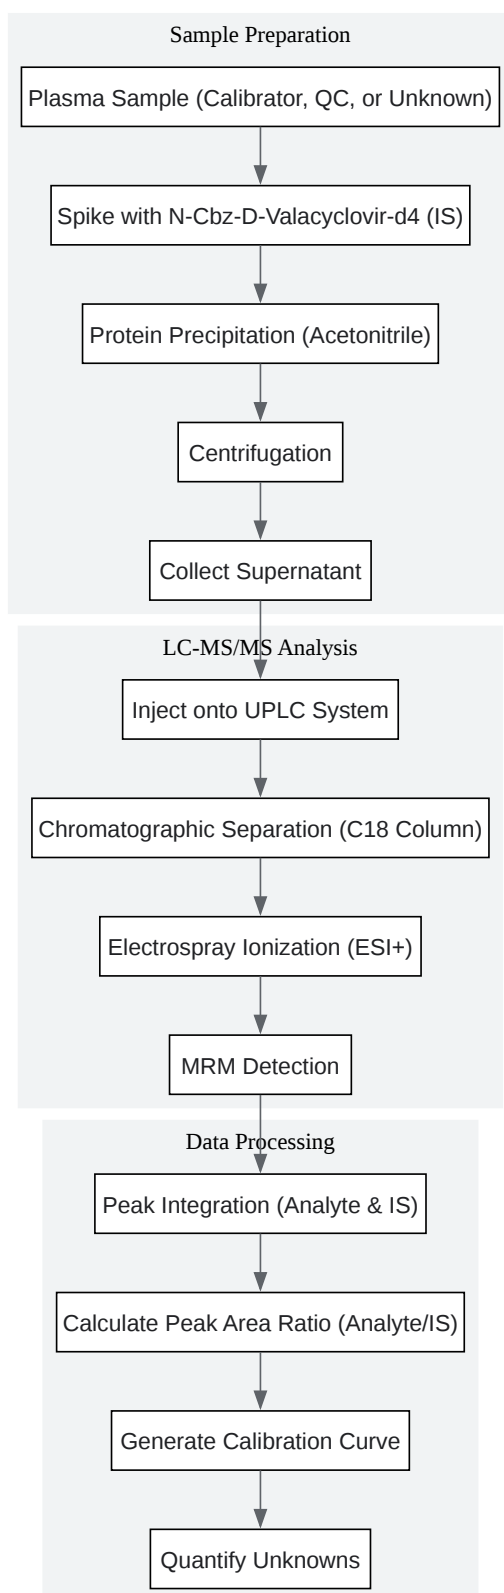 Sample Preparation
Plasma Sample (Calibrator, QC, or Unknown)
Spike with N-Cbz-D-Valacyclovir-d4 (IS)
Protein Precipitation (Acetonitrile)
Centrifugation
Collect Supernatant
LC-MS/MS Analysis
Inject onto UPLC System
Chromatographic Separation (C18 Column)
Electrospray Ionization (ESI+)
MRM Detection
Data Processing
Peak Integration (Analyte & IS)
Calculate Peak Area Ratio (Analyte/IS)
Generate Calibration Curve
Quantify Unknowns